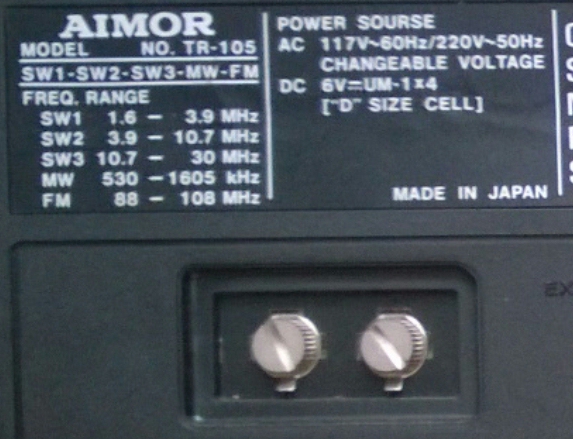 AIMOR
MODEL NO. TR-105
SW1-SW2-SW3-MW-FM
FREQ. RANGE
SW1 1.6 – 3.9 MHz
SW2 3.9 – 10.7 MHz
SW3 10.7 – 30 MHz
MW 530 – 1605 kHz
FM 88 – 108 MHz
POWER SOURSE
AC 117V~60Hz/220V~50Hz
CHANGEABLE VOLTAGE
DC 6V⎓UM-1x4
["D" SIZE CELL]
MADE IN JAPAN